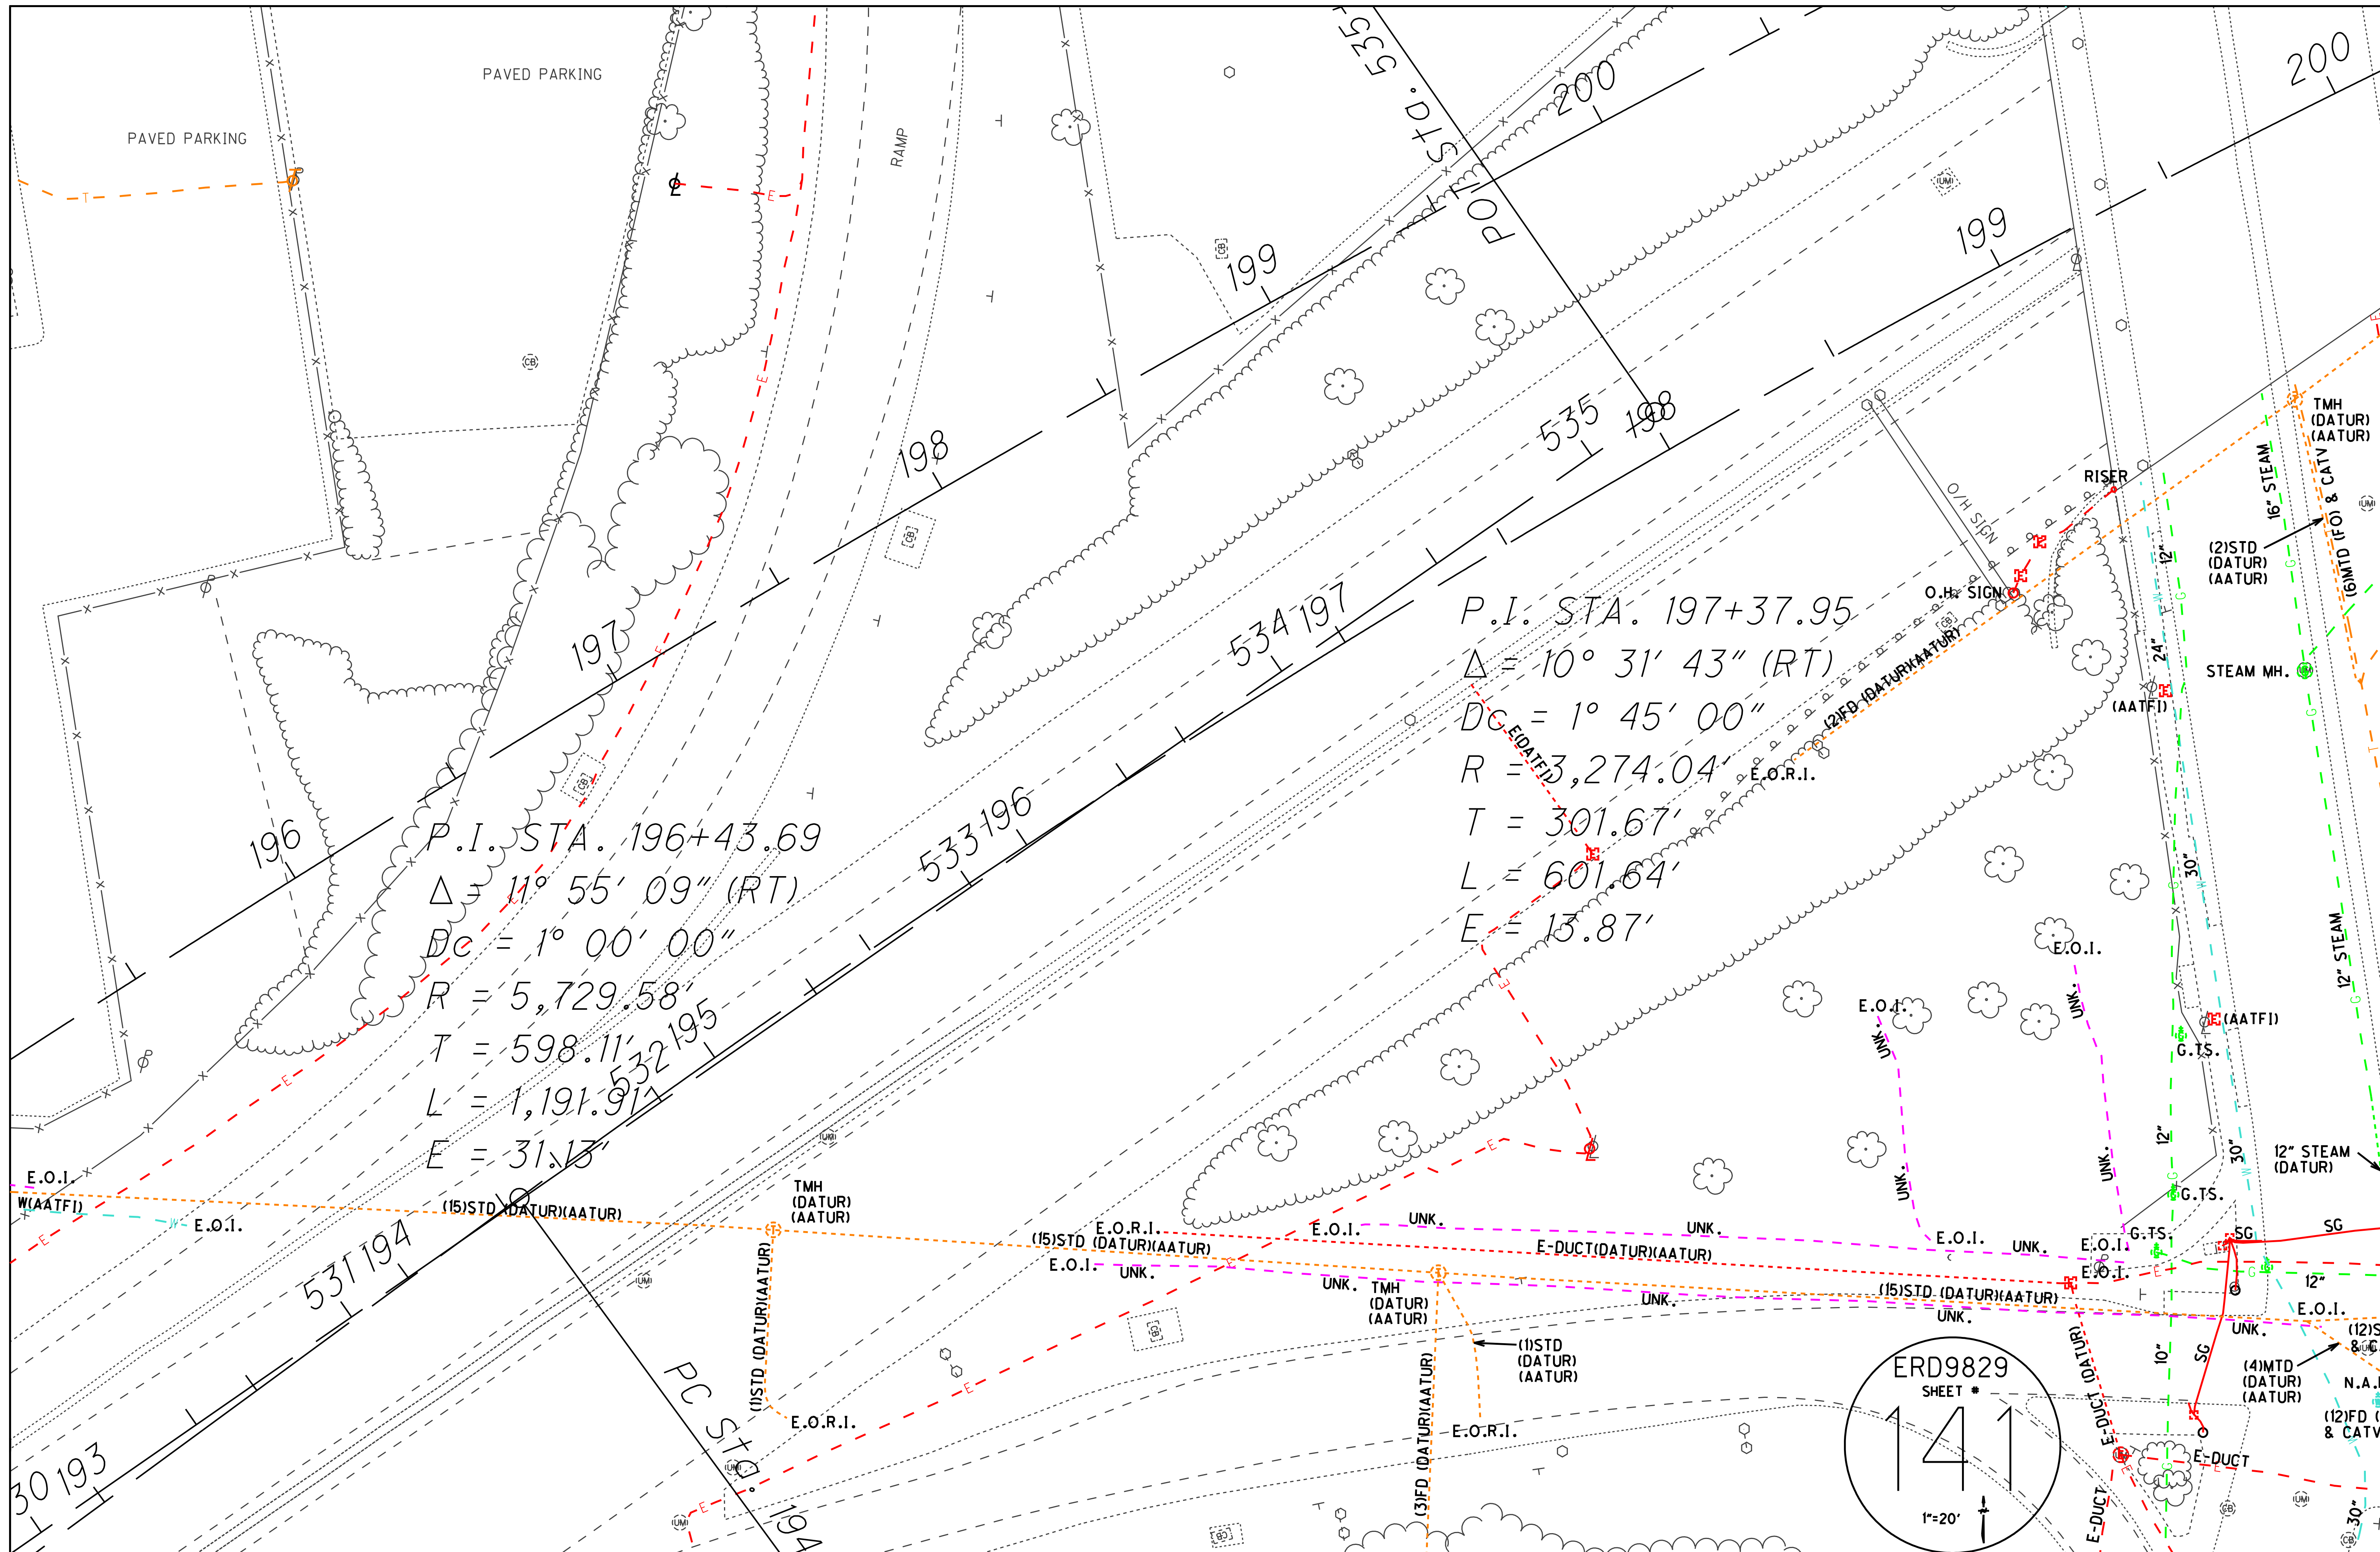 PAVED PARKING
PAVED PARKING
RAMP
POT Sta. 535+
200
200
199
199
198
198
197
197
196
196
195
194
193
535
534
533
532
531
30
P.I. STA. 196+43.69
Δ = 11° 55' 09" (RT)
Dc = 1° 00' 00"
R = 5,729.58'
T = 598.11'
L = 1,191.91'
E = 31.13'
P.I. STA. 197+37.95
Δ = 10° 31' 43" (RT)
Dc = 1° 45' 00"
R = 3,274.04'
T = 301.67'
L = 601.64'
E = 13.87'
PC Sta. 194
O/H SIGN
O.H. SIGN
RISER
TMH
(DATUR)
(AATUR)
16" STEAM
(6)MTD (FO) & CATV
(2)STD
(DATUR)
(AATUR)
12"
24"
STEAM MH.
(AATFI)
(2)FD (DATUR)(AATUR)
E(DATFI)
E.O.R.I.
30"
12" STEAM
E.O.I.
UNK.
E.O.I.
UNK.
(AATFI)
G.TS.
UNK.
UNK.
12"
30"
12" STEAM
(DATUR)
G.TS.
G.TS.
SG
SG
E.O.I.
W(AATFI)
E.O.I.
(15)STD (DATUR)(AATUR)
TMH
(DATUR)
(AATUR)
(1)STD (DATUR)(AATUR)
E.O.R.I.
E.O.R.I.
(15)STD (DATUR)(AATUR)
E.O.I.
UNK.
E.O.I.
UNK.
UNK.
E-DUCT(DATUR)(AATUR)
UNK.
TMH
(DATUR)
(AATUR)
UNK.
E.O.I.
UNK.
E.O.I.
E.O.I.
(15)STD (DATUR)(AATUR)
UNK.
12"
E.O.I.
UNK.
(1)STD
(DATUR)
(AATUR)
(3)FD (DATUR)(AATUR)
E.O.R.I.
E-DUCT (DATUR)
10"
SG
(4)MTD
(DATUR)
(AATUR)
(12)FD (
& CATV
E-DUCT
E-DUCT
30"
ERD9829
SHEET #
141
1"=20'